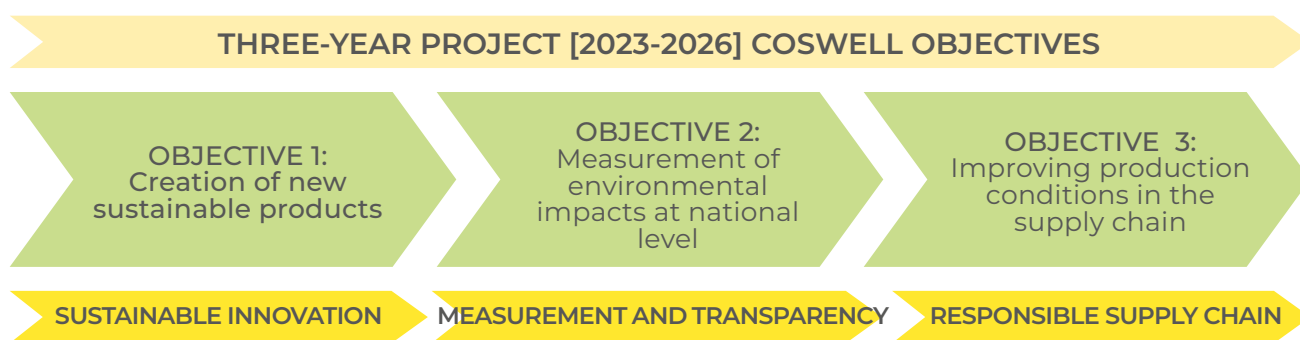 THREE-YEAR PROJECT [2023-2026] COSWELL OBJECTIVES
OBJECTIVE 1:
Creation of new
sustainable products
OBJECTIVE 2:
Measurement of
environmental
impacts at national
level
OBJECTIVE 3:
Improving production
conditions in the
supply chain
SUSTAINABLE INNOVATION
MEASUREMENT AND TRANSPARENCY
RESPONSIBLE SUPPLY CHAIN